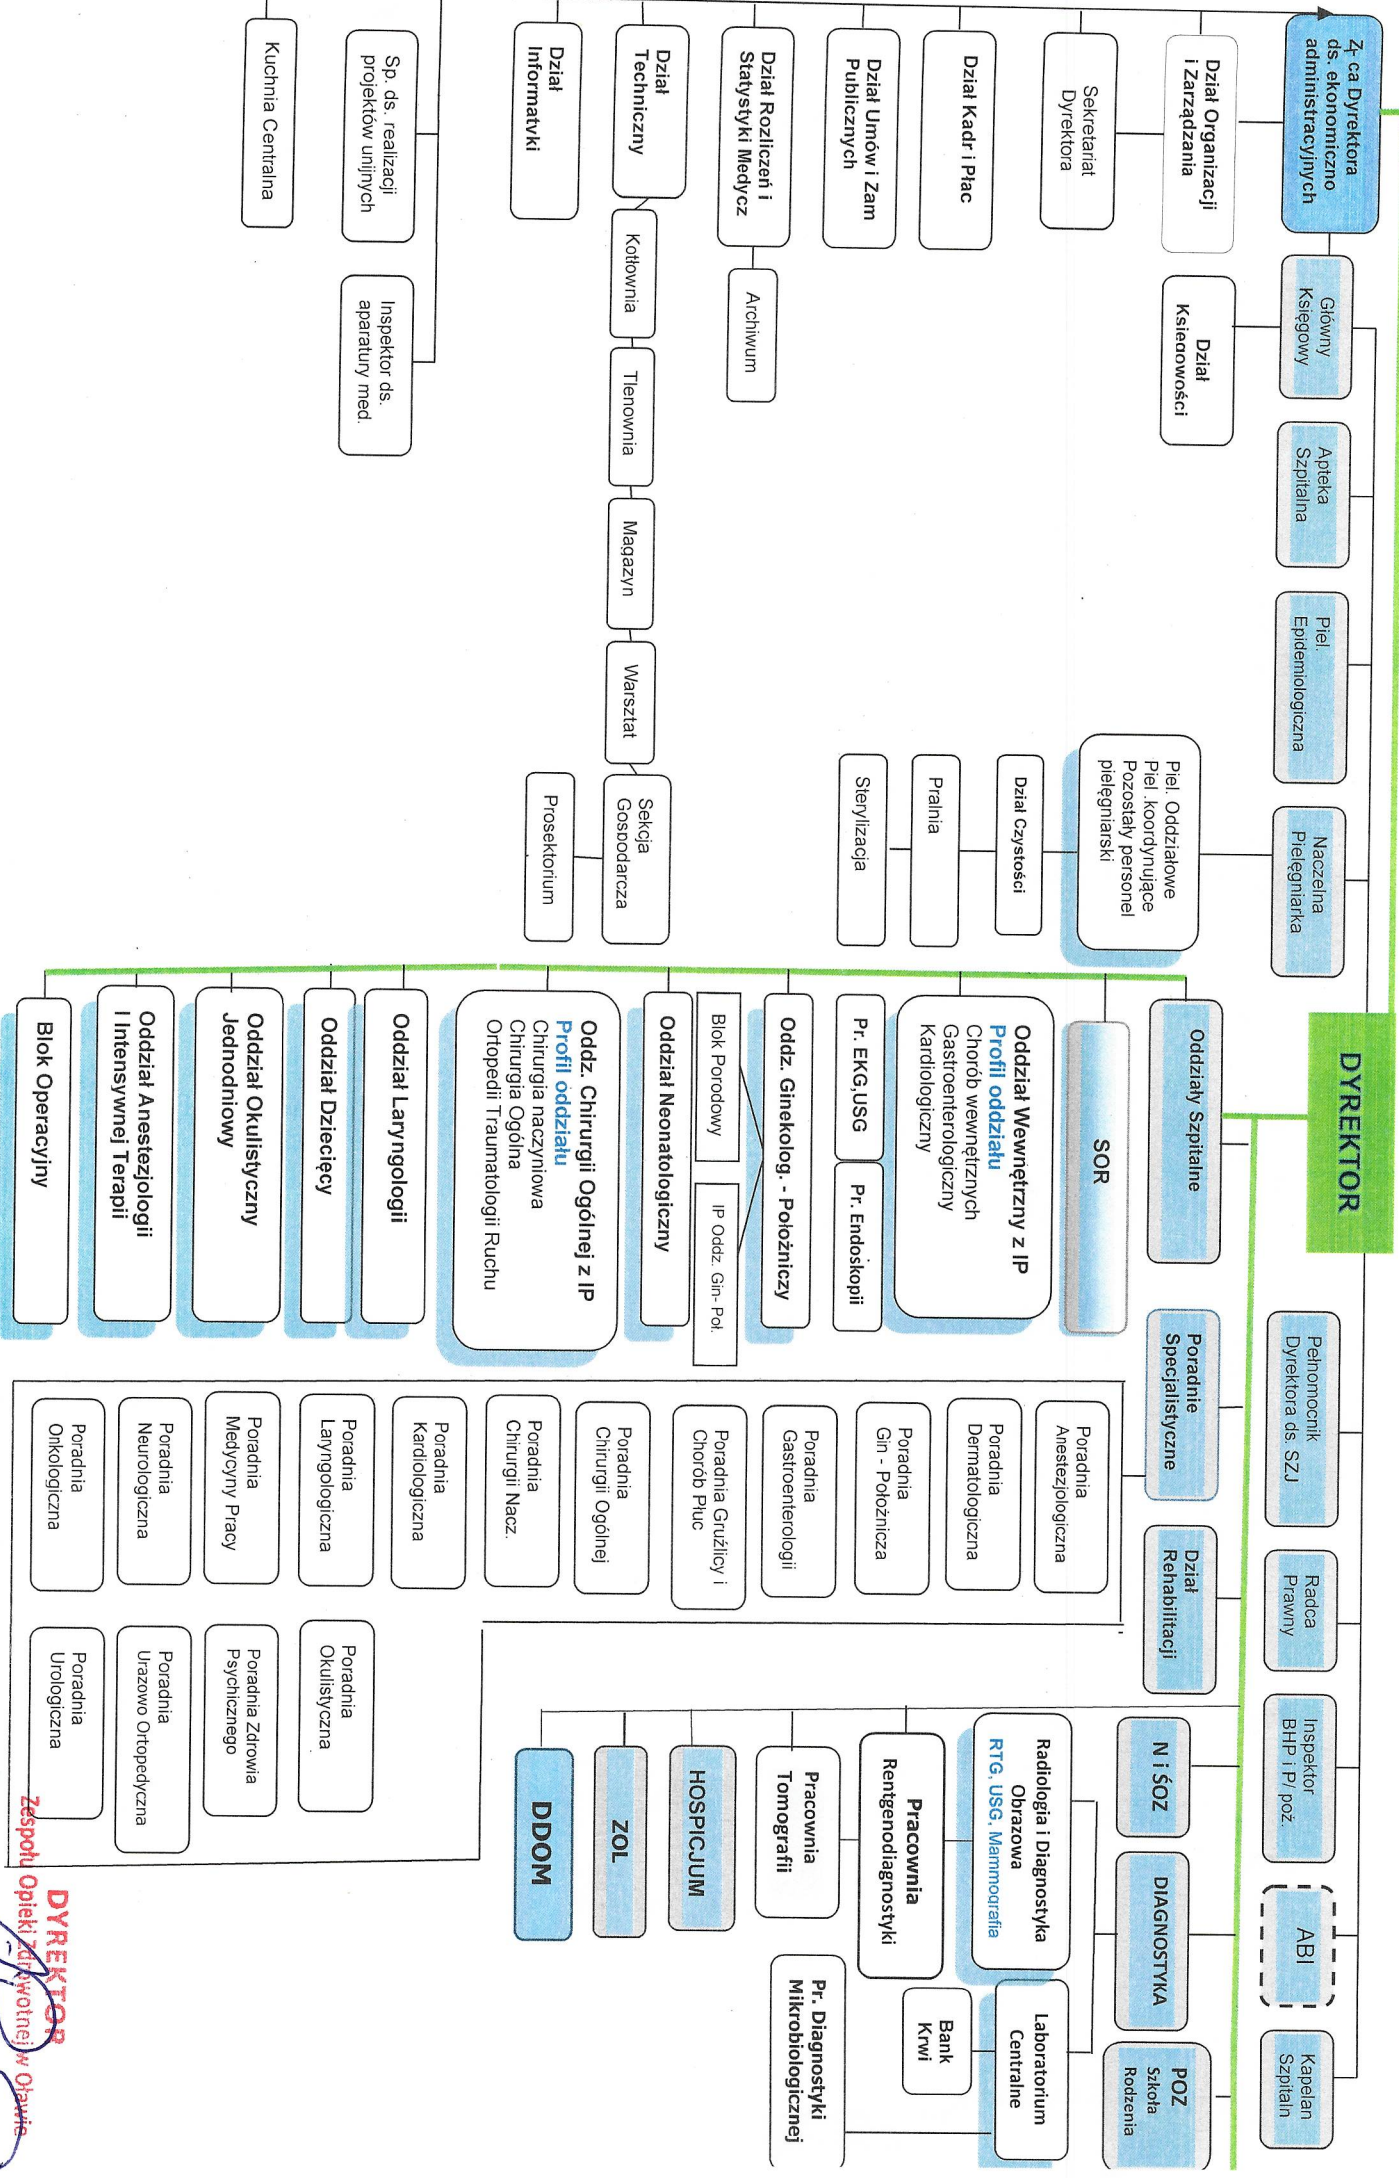 DYREKTOR
Z-ca Dyrektora
ds. ekonomiczno
administracyjnych
Główny
Księgowy
Apteka
Szpitalna
Piel.
Epidemiologiczna
Naczelna
Pielęgniarka
Pełnomocnik
Dyrektora ds. SZJ
Radca
Prawny
Inspektor
BHP i P/ poż.
ABI
Kapelan
Szpitaln
Dział Organizacji
i Zarządzania
Dział
Księgowości
Sekretariat
Dyrektora
Dział Kadr i Płac
Dział Umów i Zam
Publicznych
Dział Rozliczeń i
Statystyki Medycz
Archiwum
Dział
Techniczny
Kotłownia
Tlenownia
Magazyn
Warsztat
Sekcja
Gospodarcza
Prosektorium
Dział
Informatyki
Sp. ds. realizacji
projektów unijnych
Inspektor ds.
aparatury med.
Kuchnia Centralna
Piel. Oddziałowe
Piel .koordynujące
Pozostały personel
pielęgniarski
Dział Czystości
Pralnia
Sterylizacja
Oddziały Szpitalne
SOR
Oddział Wewnętrzny z IP
Profil oddziału
Chorób wewnętrznych
Gastroenterologiczny
Kardiologiczny
Pr. EKG,USG
Pr. Endoskopii
Oddz. Ginekolog. - Położniczy
Blok Porodowy
IP Oddz. Gin- Poł.
Oddział Neonatologiczny
Oddz. Chirurgii Ogólnej z IP
Profil oddziału
Chirurgia naczyniowa
Chirurgia Ogólna
Ortopedii Traumatologii Ruchu
Oddział Laryngologii
Oddział Dziecięcy
Oddział Okulistyczny
Jednodniowy
Oddział Anestezjologii
I Intensywnej Terapii
Blok Operacyjny
Poradnie
Specjalistyczne
Poradnia
Anestezjologiczna
Poradnia
Dermatologiczna
Poradnia
Gin - Położnicza
Poradnia
Gastroenterologii
Poradnia Gruźlicy i
Chorób Płuc
Poradnia
Chirurgii Ogólnej
Poradnia
Chirurgii Nacz.
Poradnia
Kardiologiczna
Poradnia
Laryngologiczna
Poradnia
Medycyny Pracy
Poradnia
Neurologiczna
Poradnia
Onkologiczna
Poradnia
Okulistyczna
Poradnia Zdrowia
Psychicznego
Poradnia
Urazowo Ortopedyczna
Poradnia
Urologiczna
Dział
Rehabilitacji
N i ŚOZ
DIAGNOSTYKA
POZ
Szkoła
Rodzenia
Radiologia i Diagnostyka
Obrazowa
RTG, USG, Mammografia
Laboratorium
Centralne
Pracownia
Rentgenodiagnostyki
Bank
Krwi
Pracownia
Tomografii
Pr. Diagnostyki
Mikrobiologicznej
HOSPICJUM
ZOL
DDOM
DYREKTOR
Zespołu Opieki Zdrowotnej w Oławie